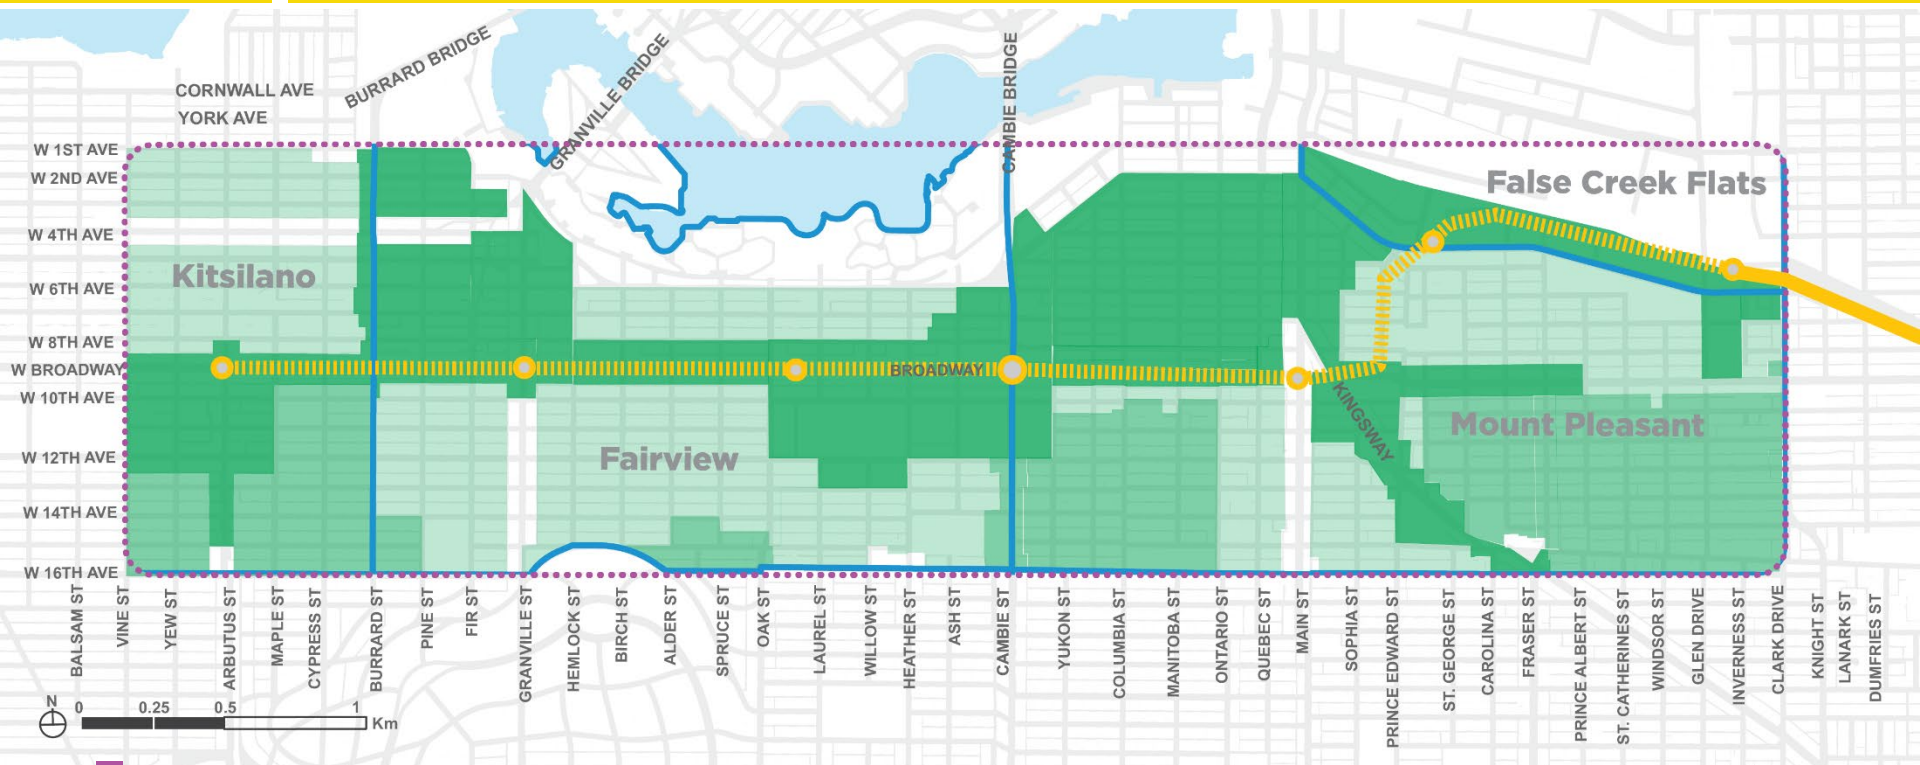 BURRARD BRIDGE
GRANVILLE BRIDGE
CAMBIE BRIDGE
CORNWALL AVE
YORK AVE
W 1ST AVE
W 2ND AVE
W 4TH AVE
W 6TH AVE
W 8TH AVE
W BROADWAY
W 10TH AVE
W 12TH AVE
W 14TH AVE
W 16TH AVE
False Creek Flats
Kitsilano
BROADWAY
KINGSWAY
Mount Pleasant
Fairview
BALSAM ST
VINE ST
YEW ST
ARBUTUS ST
MAPLE ST
CYPRESS ST
BURRARD ST
PINE ST
FIR ST
GRANVILLE ST
HEMLOCK ST
BIRCH ST
ALDER ST
SPRUCE ST
OAK ST
LAUREL ST
WILLOW ST
HEATHER ST
ASH ST
CAMBIE ST
YUKON ST
COLUMBIA ST
MANITOBA ST
ONTARIO ST
QUEBEC ST
MAIN ST
SOPHIA ST
PRINCE EDWARD ST
ST. GEORGE ST
CAROLINA ST
FRASER ST
PRINCE ALBERT ST
ST. CATHERINES ST
WINDSOR ST
GLEN DRIVE
INVERNESS ST
CLARK DRIVE
KNIGHT ST
LANARK ST
DUMFRIES ST
N
0 0.25 0.5 1
Km